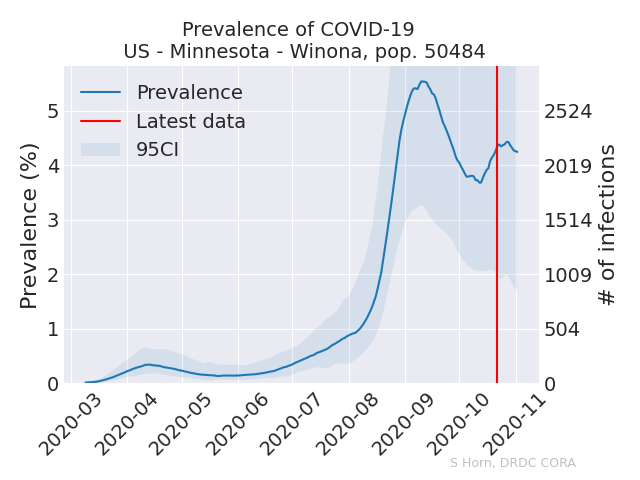 Prevalence of COVID-19
US - Minnesota - Winona, pop. 50484
Prevalence
Latest data
95CI
Prevalence (%)
5
4
3
2
1
0
2524
2019
1514
1009
504
0
# of infections
2020-03
2020-04
2020-05
2020-06
2020-07
2020-08
2020-09
2020-10
2020-11
S Horn, DRDC CORA